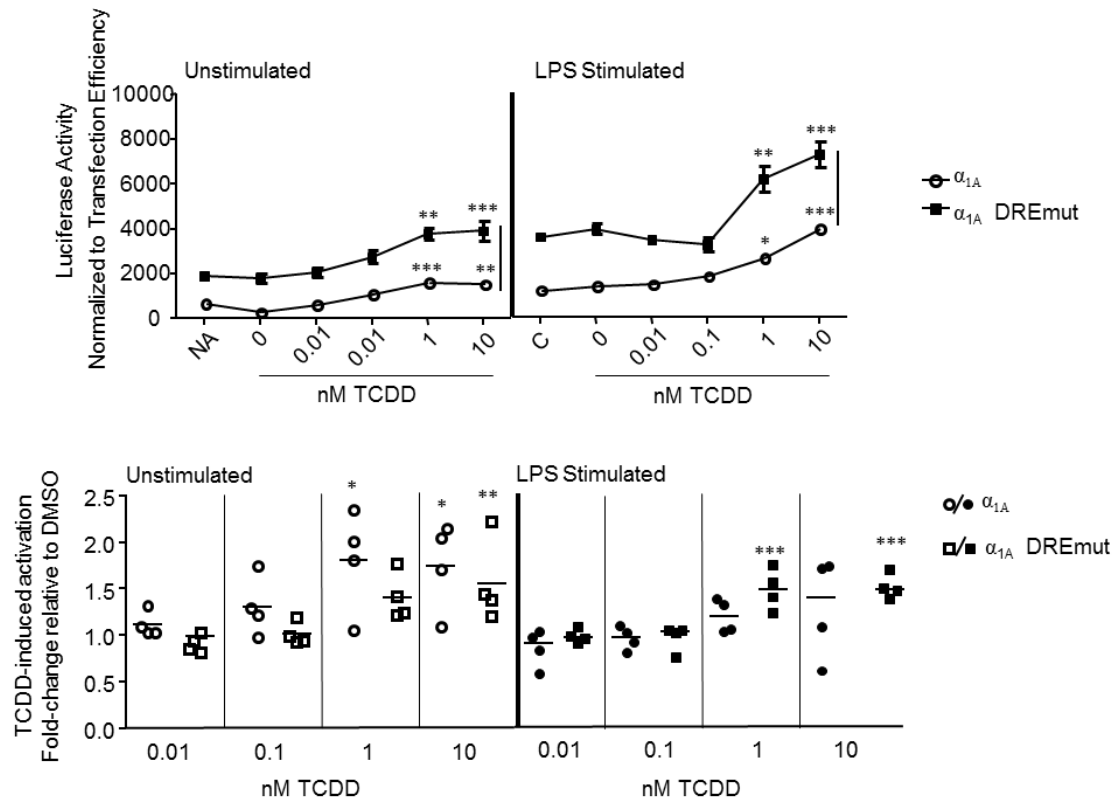 Luciferase Activity
Normalized to Transfection Efficiency
Unstimulated
LPS Stimulated
10000
8000
6000
4000
2000
0
** ***
*** **
** ***
* ***
NA 0 0.01 0.01 1 10
nM TCDD
C 0 0.01 0.1 1 10
nM TCDD
α1A
α1A DREmut
TCDD-induced activation
Fold-change relative to DMSO
Unstimulated
LPS Stimulated
2.5
2.0
1.5
1.0
0.5
0.0
* * **
*** ***
0.01 0.1 1 10
nM TCDD
0.01 0.1 1 10
nM TCDD
/ α1A
/ α1A DREmut